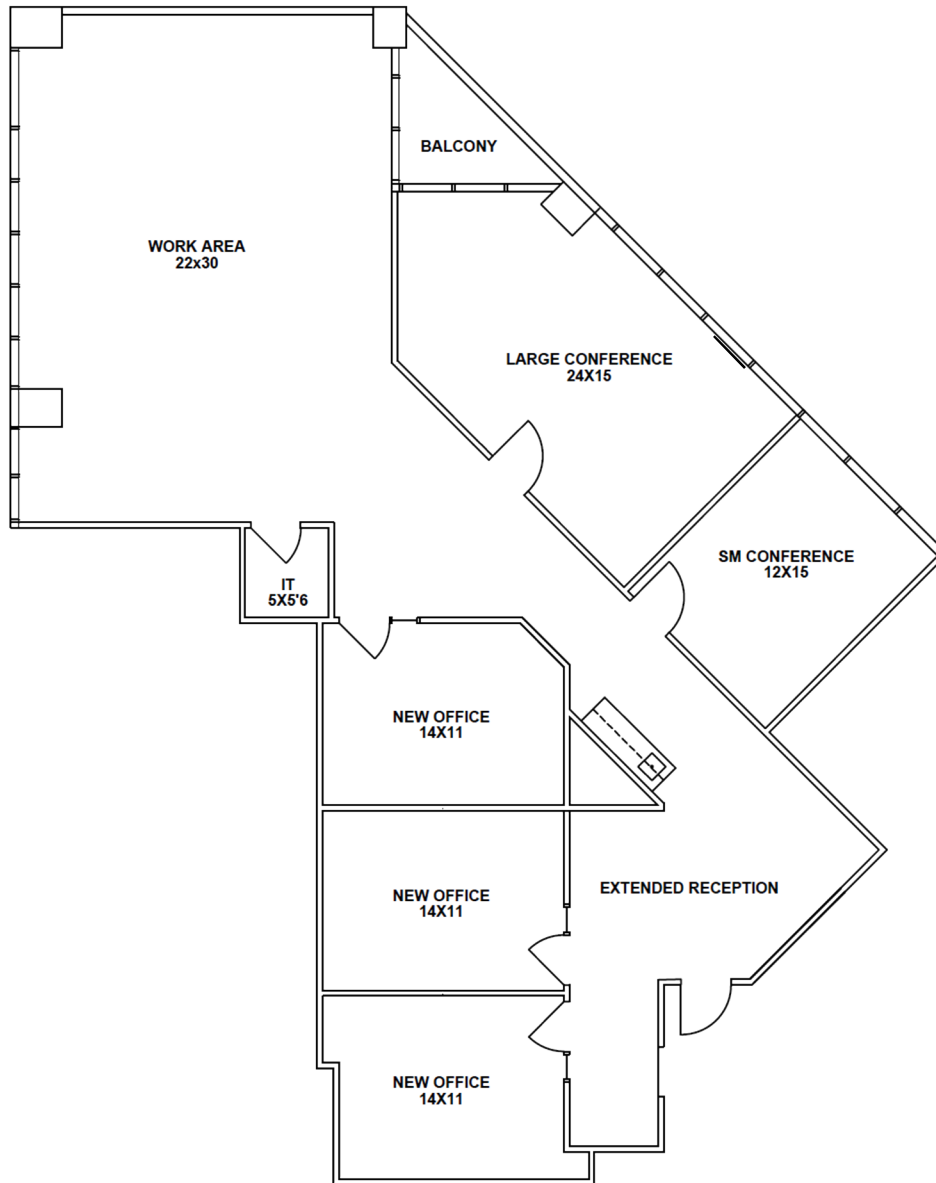 BALCONY
WORK AREA
22x30
LARGE CONFERENCE
24X15
SM CONFERENCE
12X15
IT
5X5'6
NEW OFFICE
14X11
NEW OFFICE
14X11
EXTENDED RECEPTION
NEW OFFICE
14X11